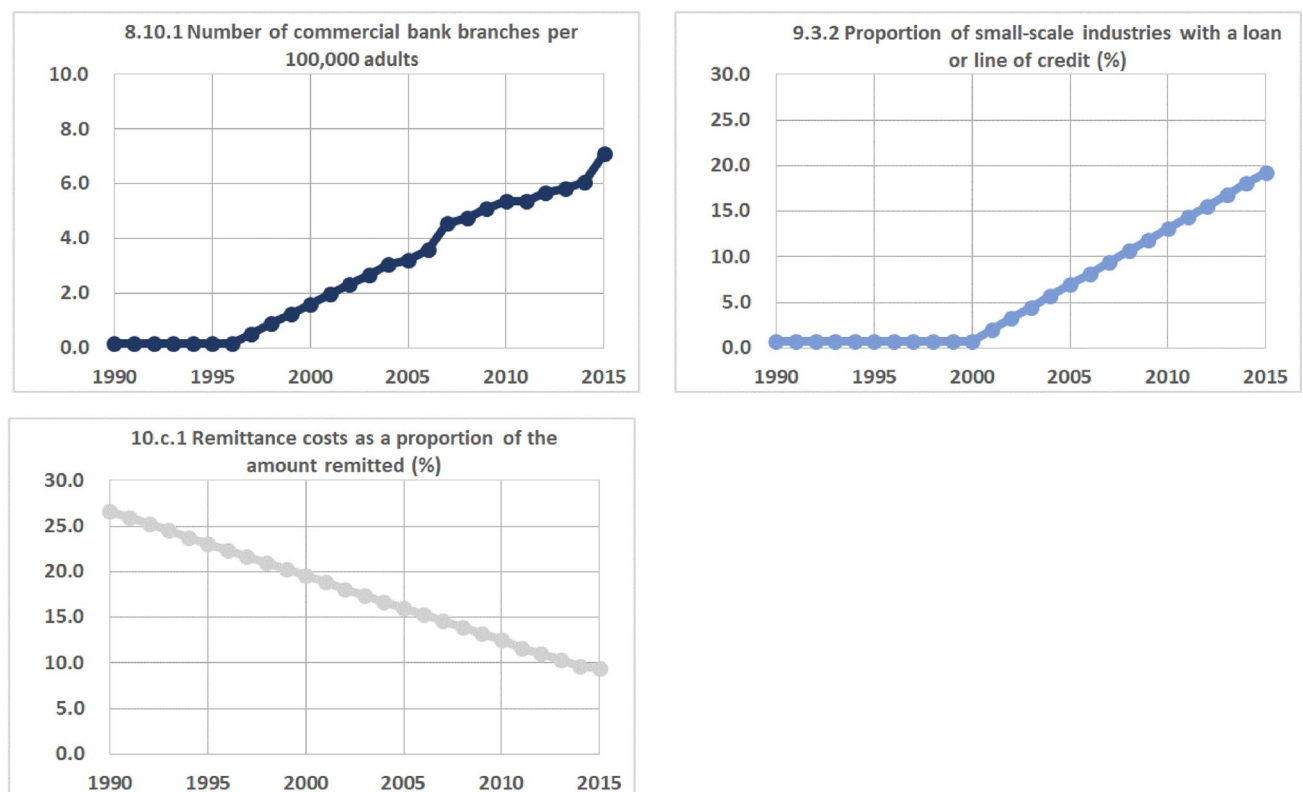 8.10.1 Number of commercial bank branches per
100,000 adults
10.0
8.0
6.0
4.0
2.0
0.0
1990 1995 2000 2005 2010 2015
9.3.2 Proportion of small-scale industries with a loan
or line of credit (%)
30.0
25.0
20.0
15.0
10.0
5.0
0.0
1990 1995 2000 2005 2010 2015
10.c.1 Remittance costs as a proportion of the
amount remitted (%)
30.0
25.0
20.0
15.0
10.0
5.0
0.0
1990 1995 2000 2005 2010 2015